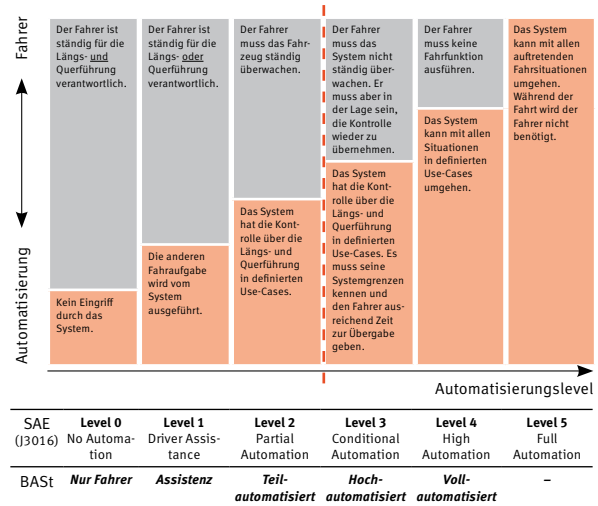 Fahrer
Automatisierung
Der Fahrer ist
ständig für die
Längs- und
Querführung
verantwortlich.
Kein Eingriff
durch das
System.
Der Fahrer ist
ständig für die
Längs- oder
Querführung
verantwortlich.
Die anderen
Fahraufgabe
wird vom
System
ausgeführt.
Der Fahrer
muss das Fahr-
zeug ständig
überwachen.
Das System
hat die Kont-
rolle über die
Längs- und
Querführung
in definierten
Use-Cases.
Der Fahrer
muss das
System nicht
ständig über-
wachen. Er
muss aber in
der Lage sein,
die Kontrolle
wieder zu
übernehmen.
Das System
hat die Kont-
rolle über die
Längs- und
Querführung
in definierten
Use-Cases. Es
muss seine
Systemgrenzen
kennen und
den Fahrer aus-
reichend Zeit
zur Übergabe
geben.
Der Fahrer
muss keine
Fahrfunktion
ausführen.
Das System
kann mit allen
Situationen
in definierten
Use-Cases
umgehen.
Das System
kann mit allen
auftretenden
Fahrsituationen
umgehen.
Während der
Fahrt wird der
Fahrer nicht
benötigt.
Automatisierungslevel
SAE
(J3016)
Level 0
No Automa-
tion
Level 1
Driver Assis-
tance
Level 2
Partial
Automation
Level 3
Conditional
Automation
Level 4
High
Automation
Level 5
Full
Automation
BASt
Nur Fahrer
Assistenz
Teil-
automatisiert
Hoch-
automatisiert
Voll-
automatisiert
–